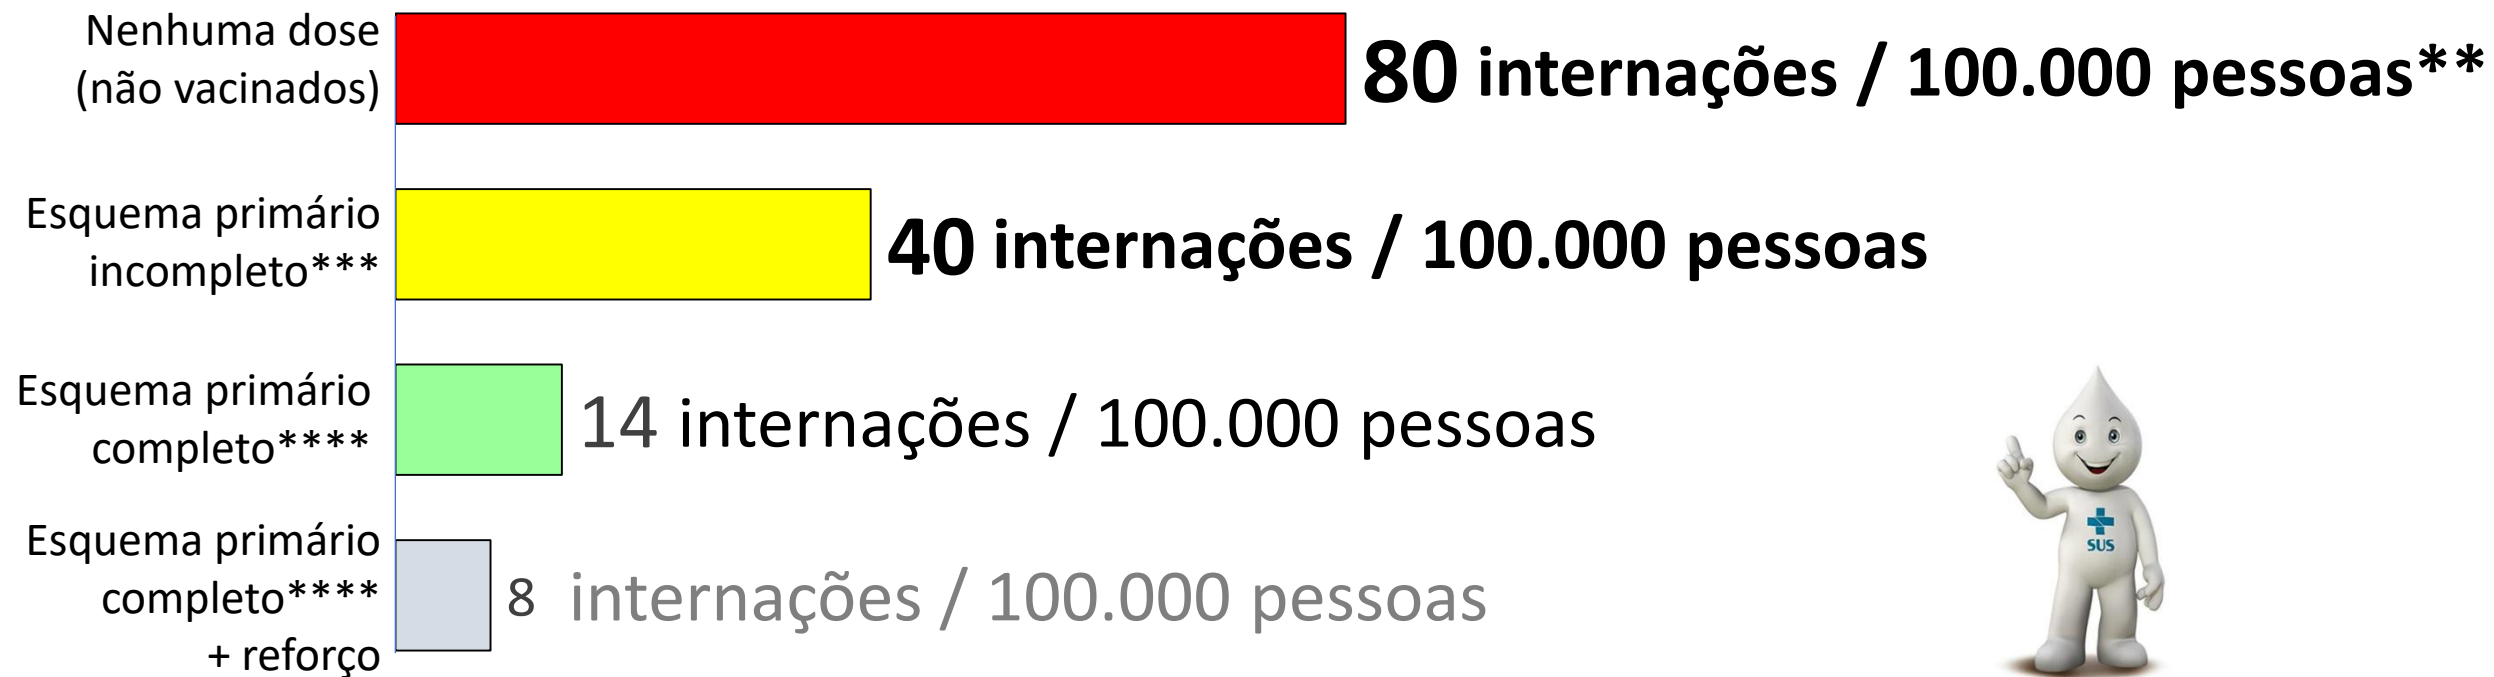 Nenhuma dose
(não vacinados)
80 internações / 100.000 pessoas**
Esquema primário
incompleto***
40 internações / 100.000 pessoas
Esquema primário
completo****
14 internações / 100.000 pessoas
Esquema primário
completo****
+ reforço
8 internações / 100.000 pessoas
SUS